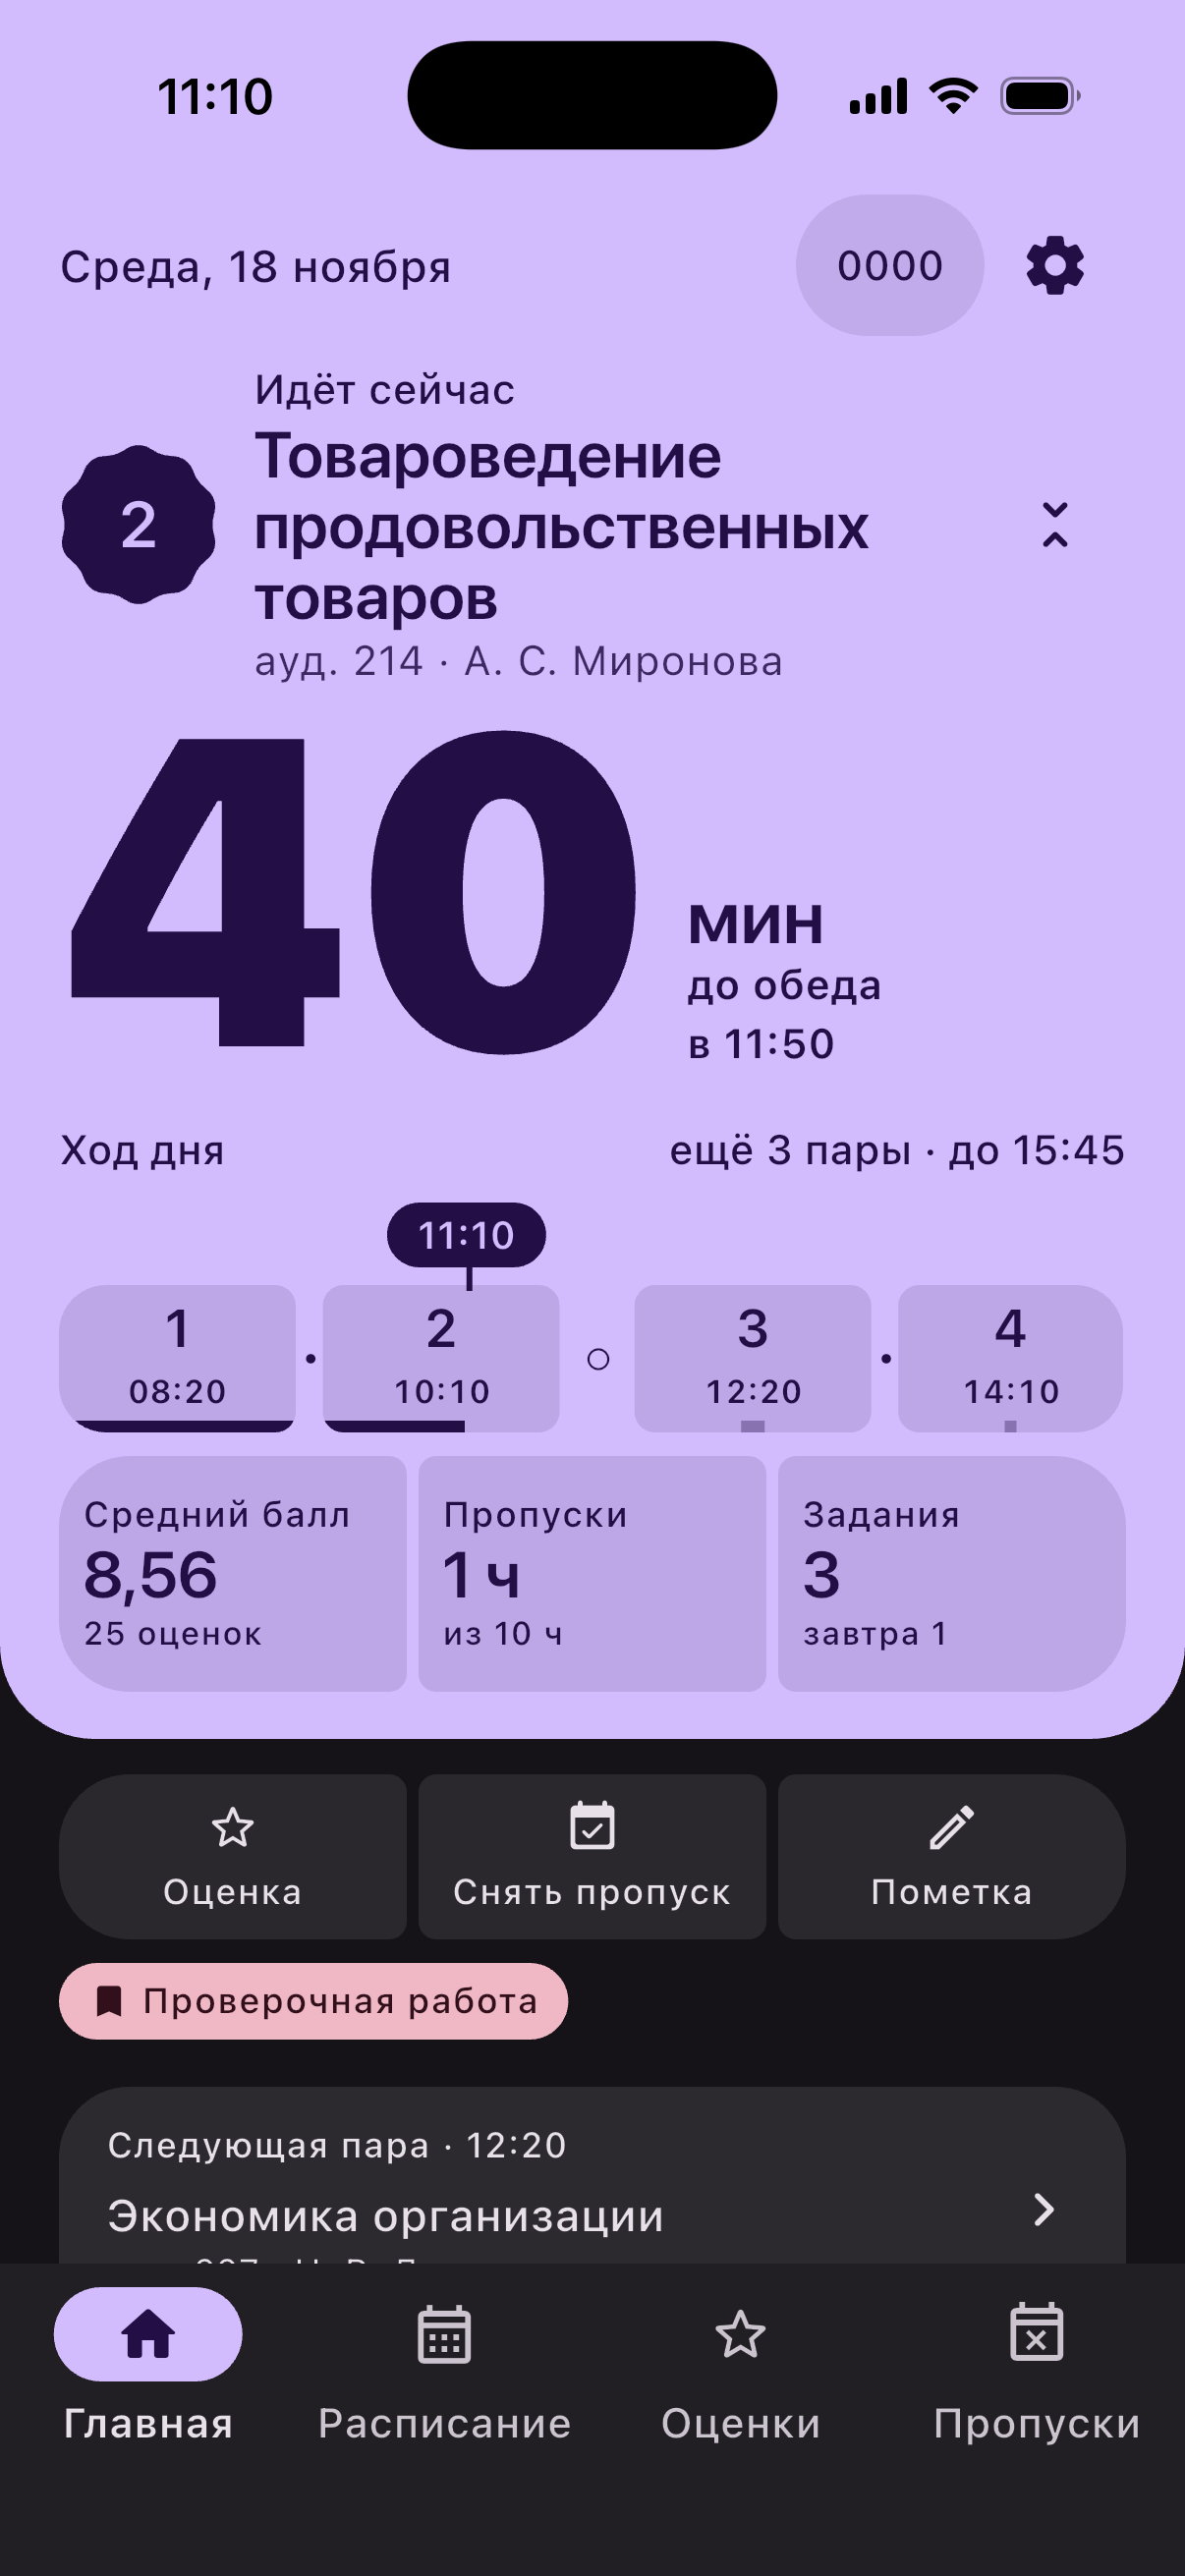 11:10
Среда, 18 ноября
0000
Идёт сейчас
2
Товароведение
продовольственных
товаров
ауд. 214 · А. С. Миронова
40
мин
до обеда
в 11:50
Ход дня
ещё 3 пары · до 15:45
11:10
1
2
3
4
08:20
10:10
12:20
14:10
Средний балл
Пропуски
Задания
8,56
1 ч
3
25 оценок
из 10 ч
завтра 1
Оценка
Снять пропуск
Пометка
Проверочная работа
Следующая пара · 12:20
Экономика организации
Главная
Расписание
Оценки
Пропуски